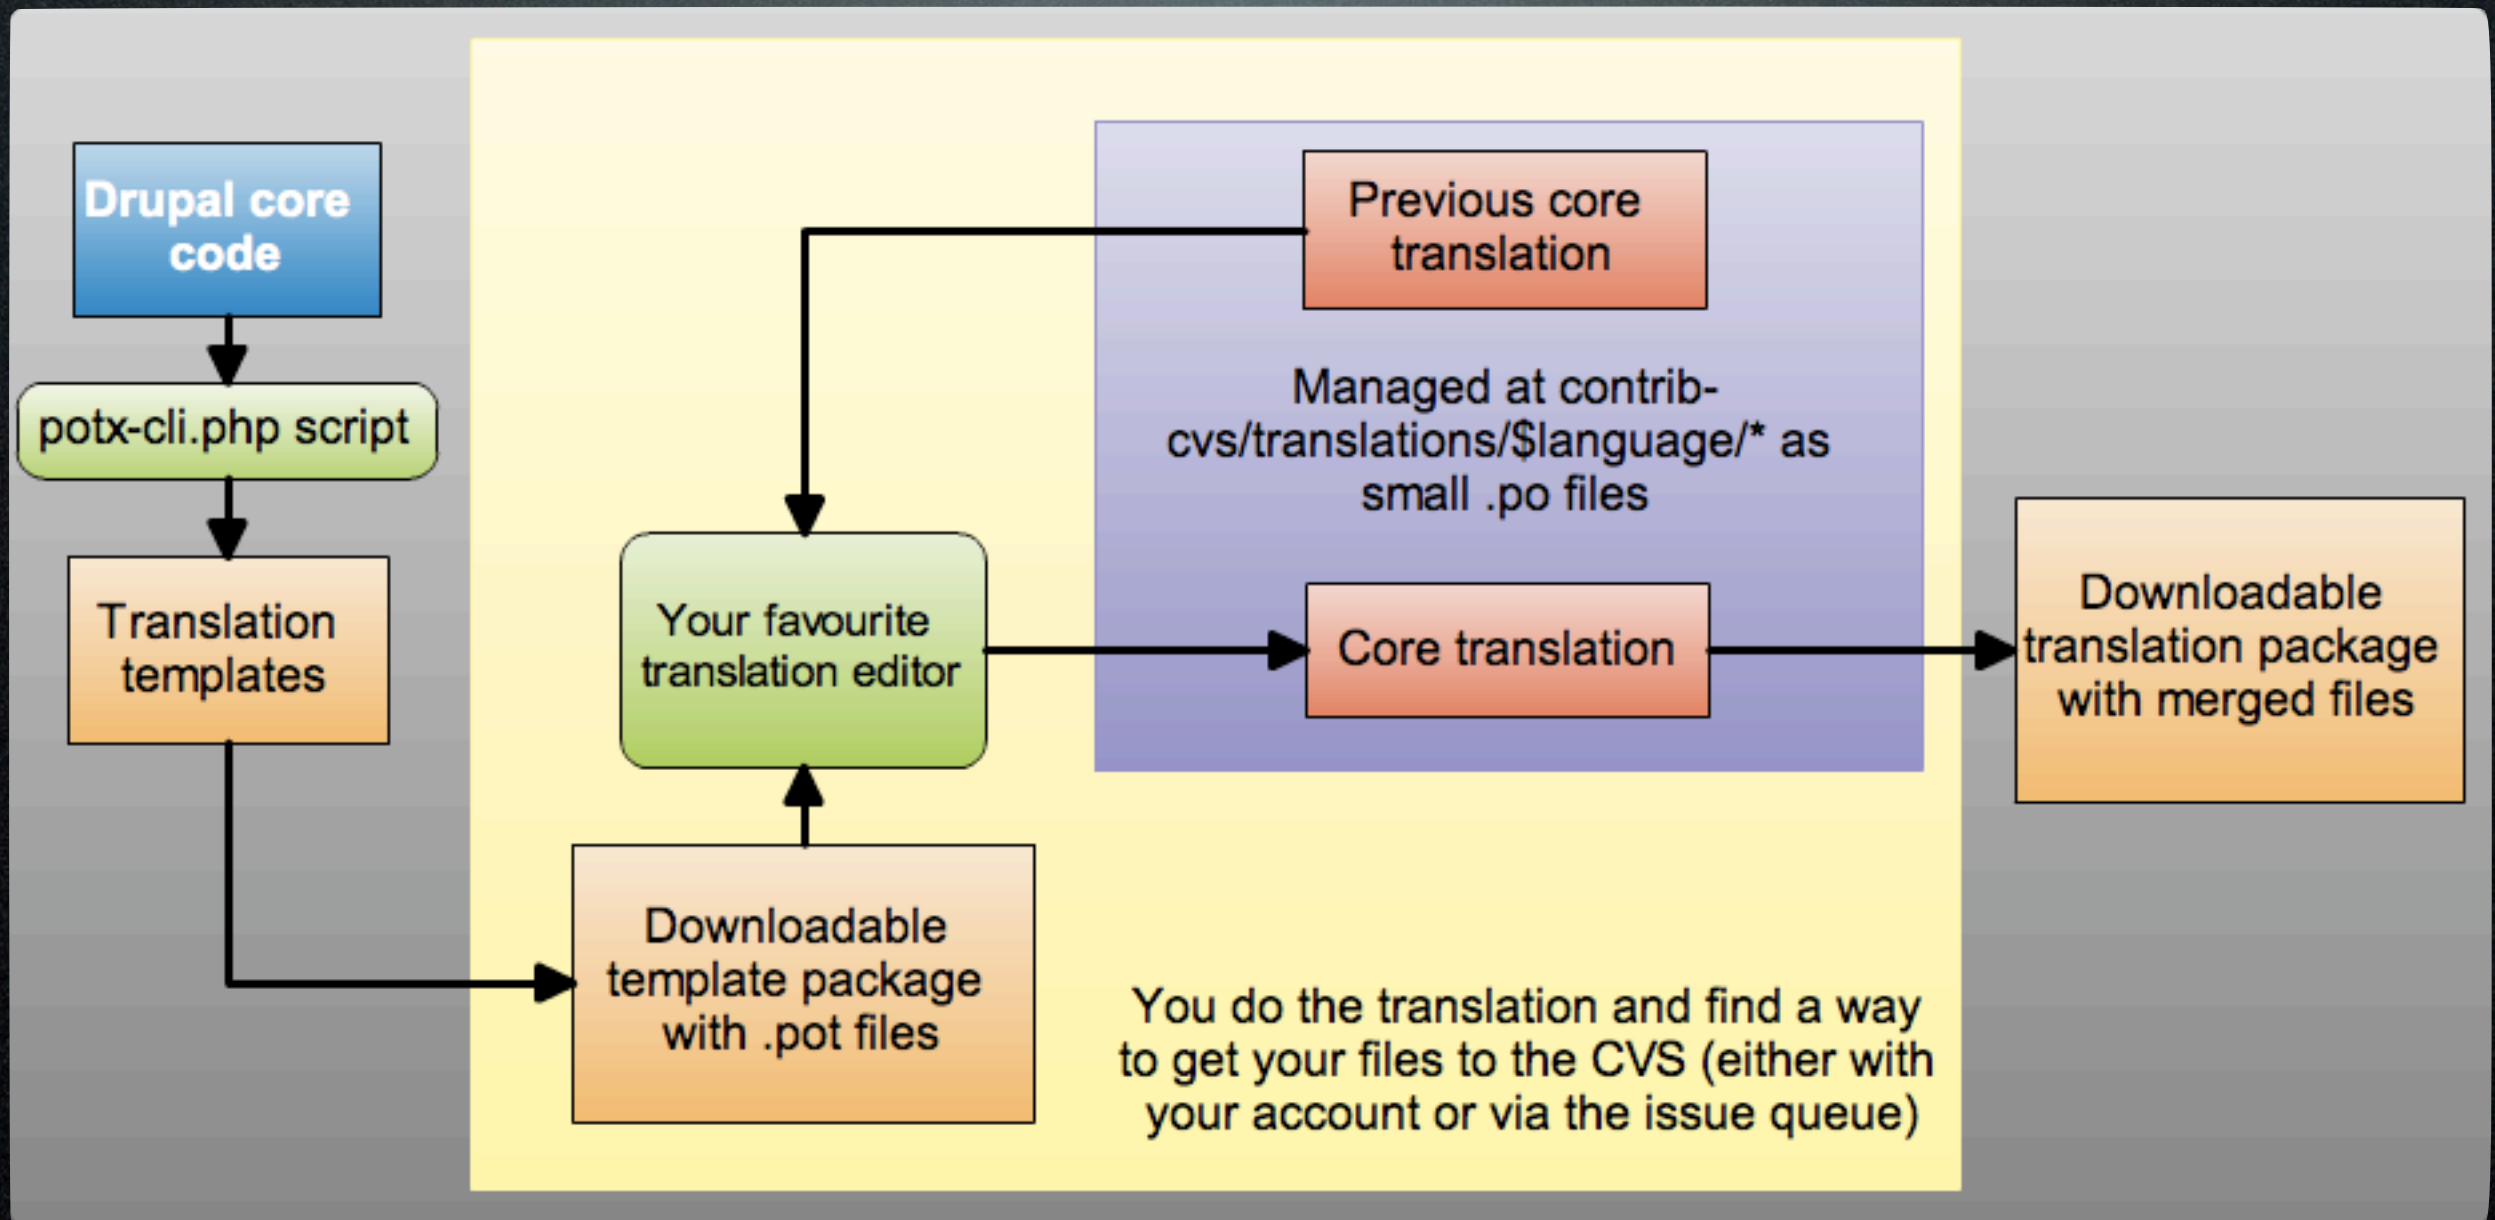 Drupal core
code
potx-cli.php script
Translation
templates
Previous core
translation
Managed at contrib-
cvs/translations/$language/* as
small .po files
Your favourite
translation editor
Core translation
Downloadable
translation package
with merged files
Downloadable
template package
with .pot files
You do the translation and find a way
to get your files to the CVS (either with
your account or via the issue queue)